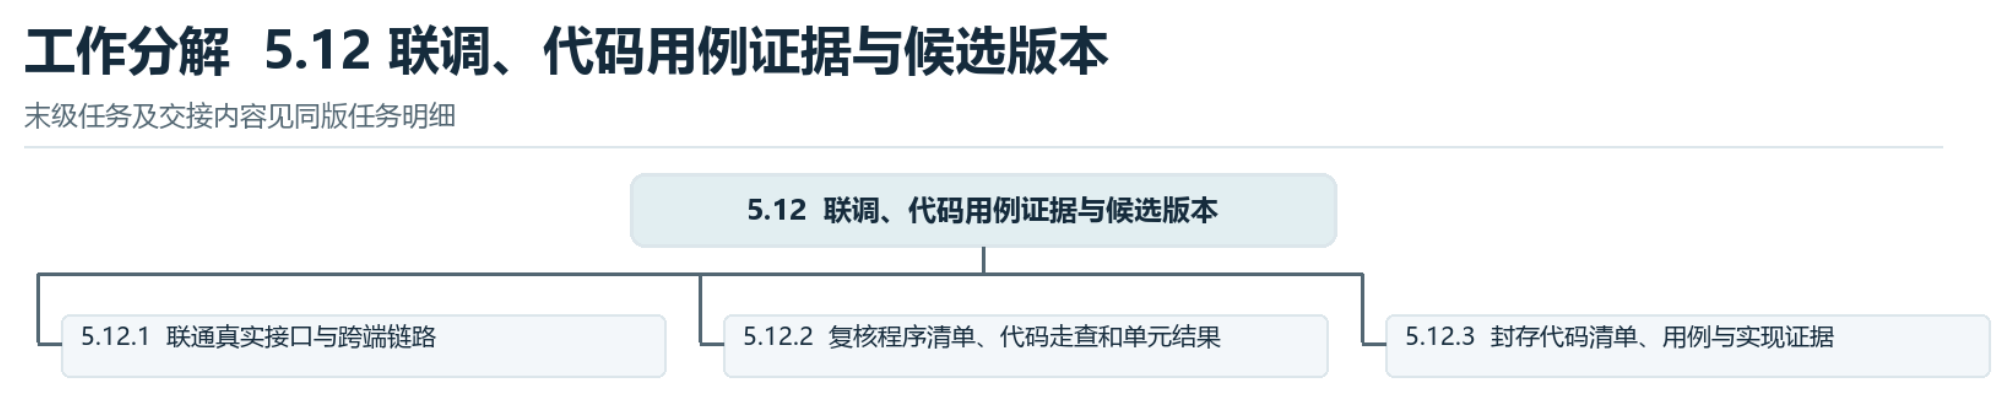 工作分解 5.12 联调、代码用例证据与候选版本
末级任务及交接内容见同版任务明细
5.12 联调、代码用例证据与候选版本
5.12.1 联通真实接口与跨端链路
5.12.2 复核程序清单、代码走查和单元结果
5.12.3 封存代码清单、用例与实现证据